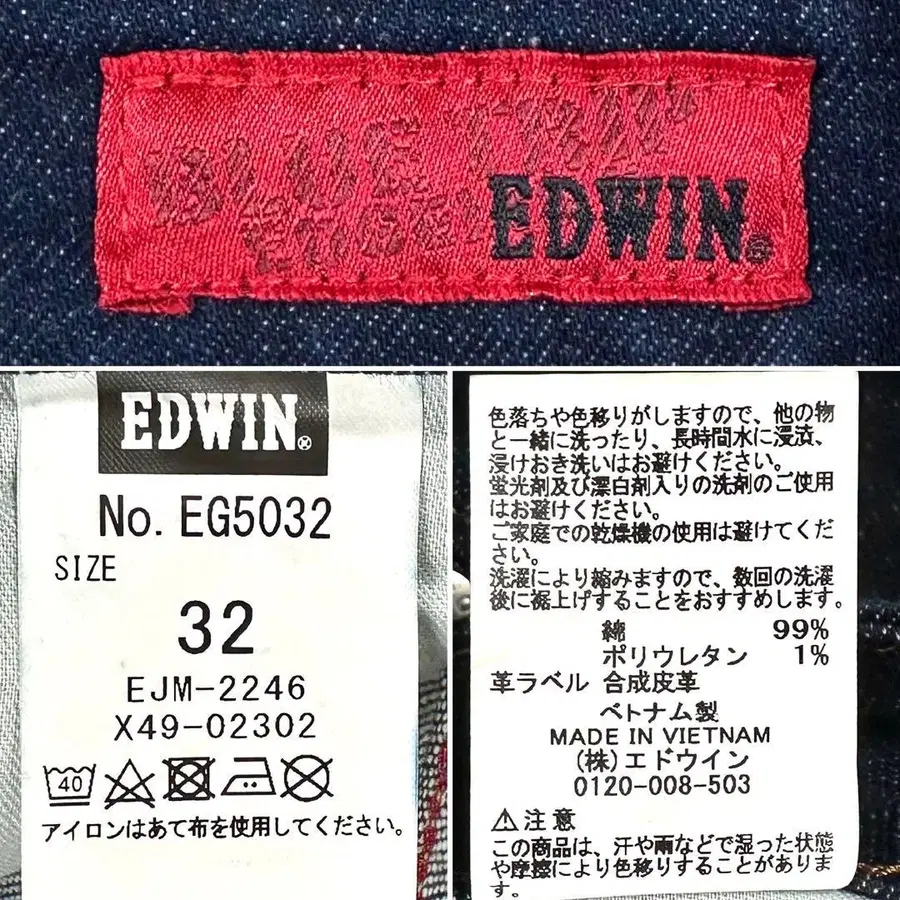 BLUE TRIP
EDWIN®
EDWIN®
No. EG5032
SIZE
32
EJM-2246
X49-02302
40
アイロンはあて布を使用してください。
色落ちや色移りがしますので、他の物
と一緒に洗ったり、長時間水に浸済、
浸けおき洗いはお避けください。
蛍光剤及び漂白剤入りの洗剤のご使用
はお避けください。
ご家庭での乾燥機の使用は避けてくだ
さい。
洗濯により縮みますので、数回の洗濯
後に裾上げすることをおすすめします。
綿 99%
ポリウレタン 1%
革ラベル 合成皮革
ベトナム製
MADE IN VIETNAM
(株)エドウイン
0120-008-503
⚠注意
この商品は、汗や雨などで湿った状態
や摩擦により色移りすることがありま
す。